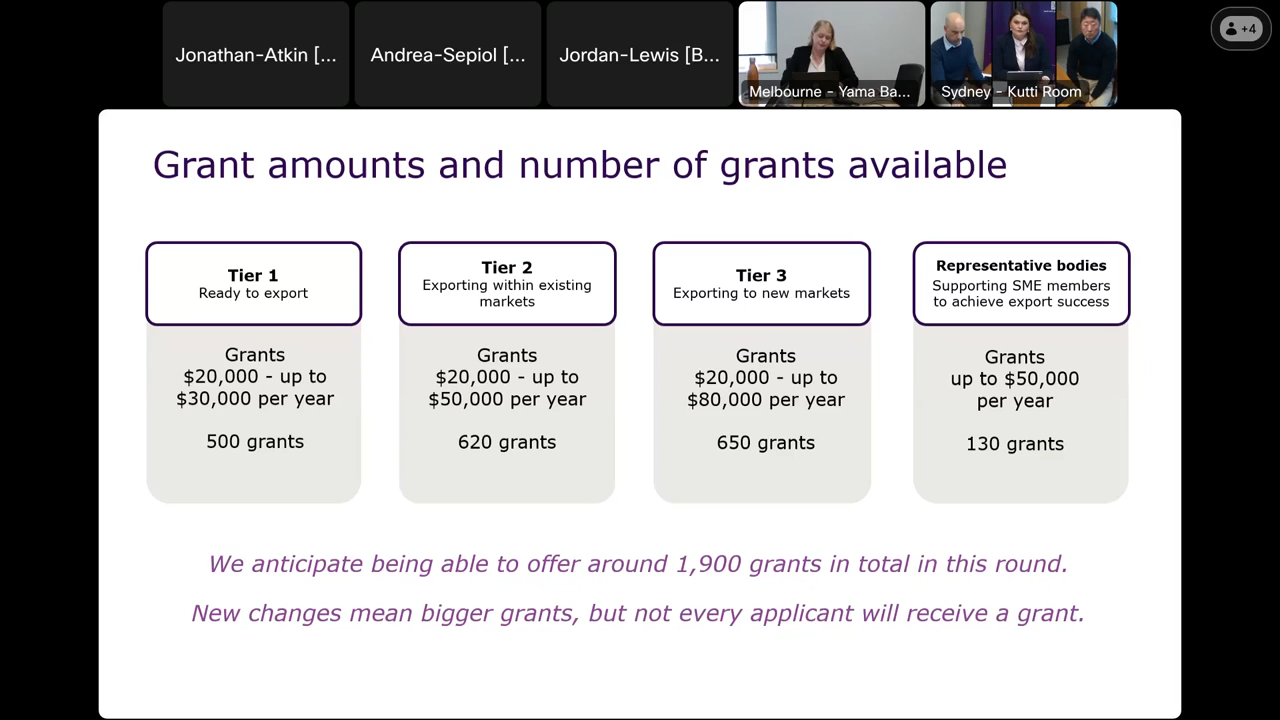 Jonathan-Atkin [...
Andrea-Sepiol [...
Jordan-Lewis [B...
Melbourne - Yama Ba...
Sydney - Kutti Room
+4
Grant amounts and number of grants available
Tier 1
Ready to export
Grants
$20,000 - up to
$30,000 per year
500 grants
Tier 2
Exporting within existing
markets
Grants
$20,000 - up to
$50,000 per year
620 grants
Tier 3
Exporting to new markets
Grants
$20,000 - up to
$80,000 per year
650 grants
Representative bodies
Supporting SME members
to achieve export success
Grants
up to $50,000
per year
130 grants
We anticipate being able to offer around 1,900 grants in total in this round.
New changes mean bigger grants, but not every applicant will receive a grant.